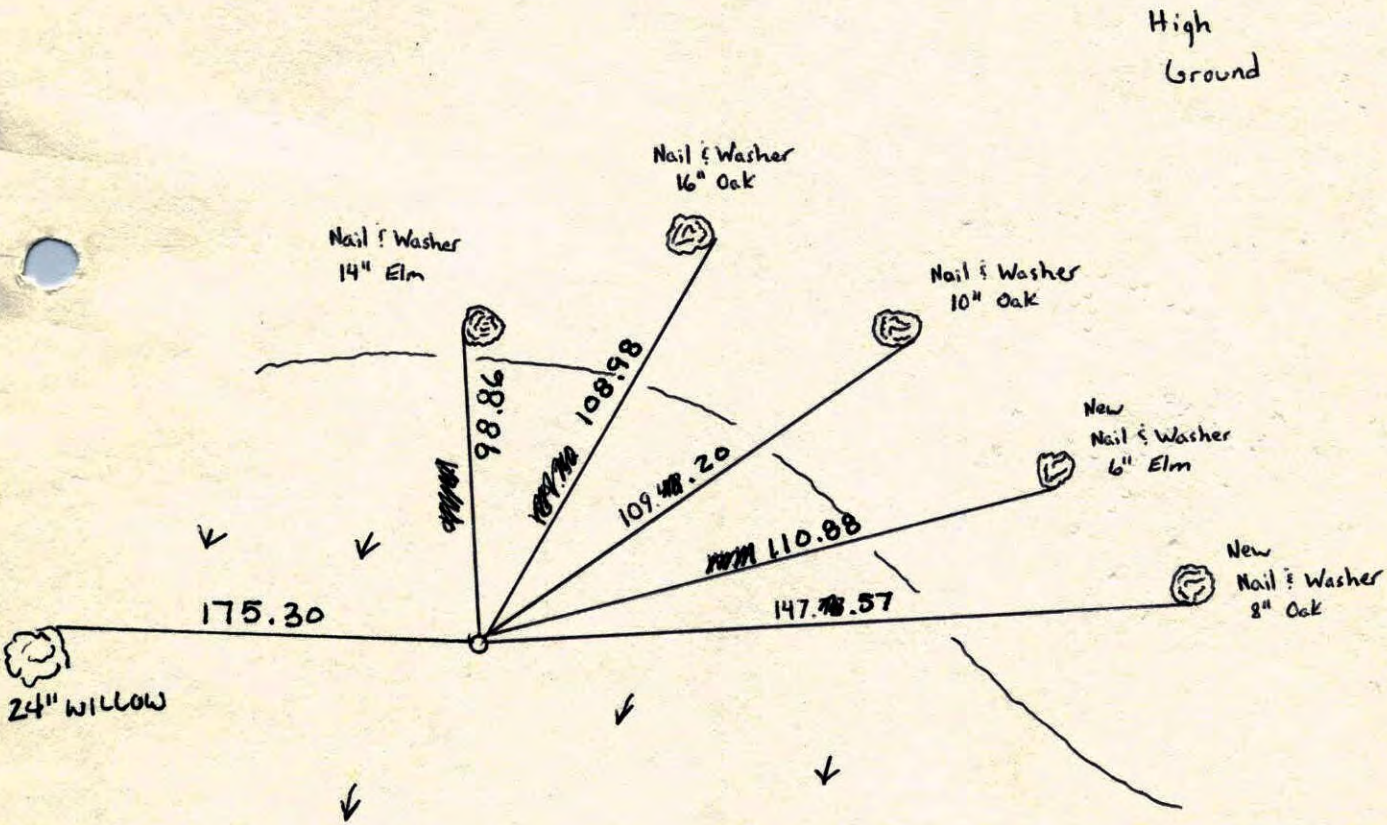 High
Ground
Nail & Washer
16" Oak
Nail & Washer
14" Elm
Nail & Washer
10" Oak
98.86
108.98
109. .20
New
Nail & Washer
6" Elm
110.88
New
Nail & Washer
8" Oak
147. .57
175.30
24" WILLOW